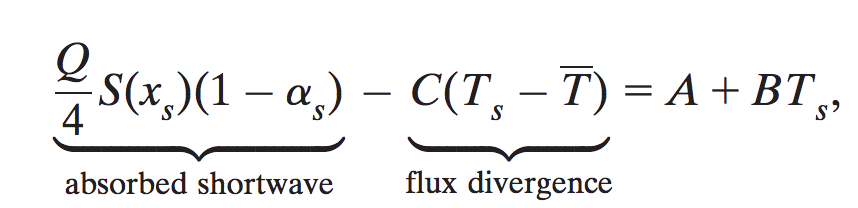 Q/4 S(x_s)(1 − α_s) − C(T_s − T̅) = A + BT_s,
absorbed shortwave flux divergence